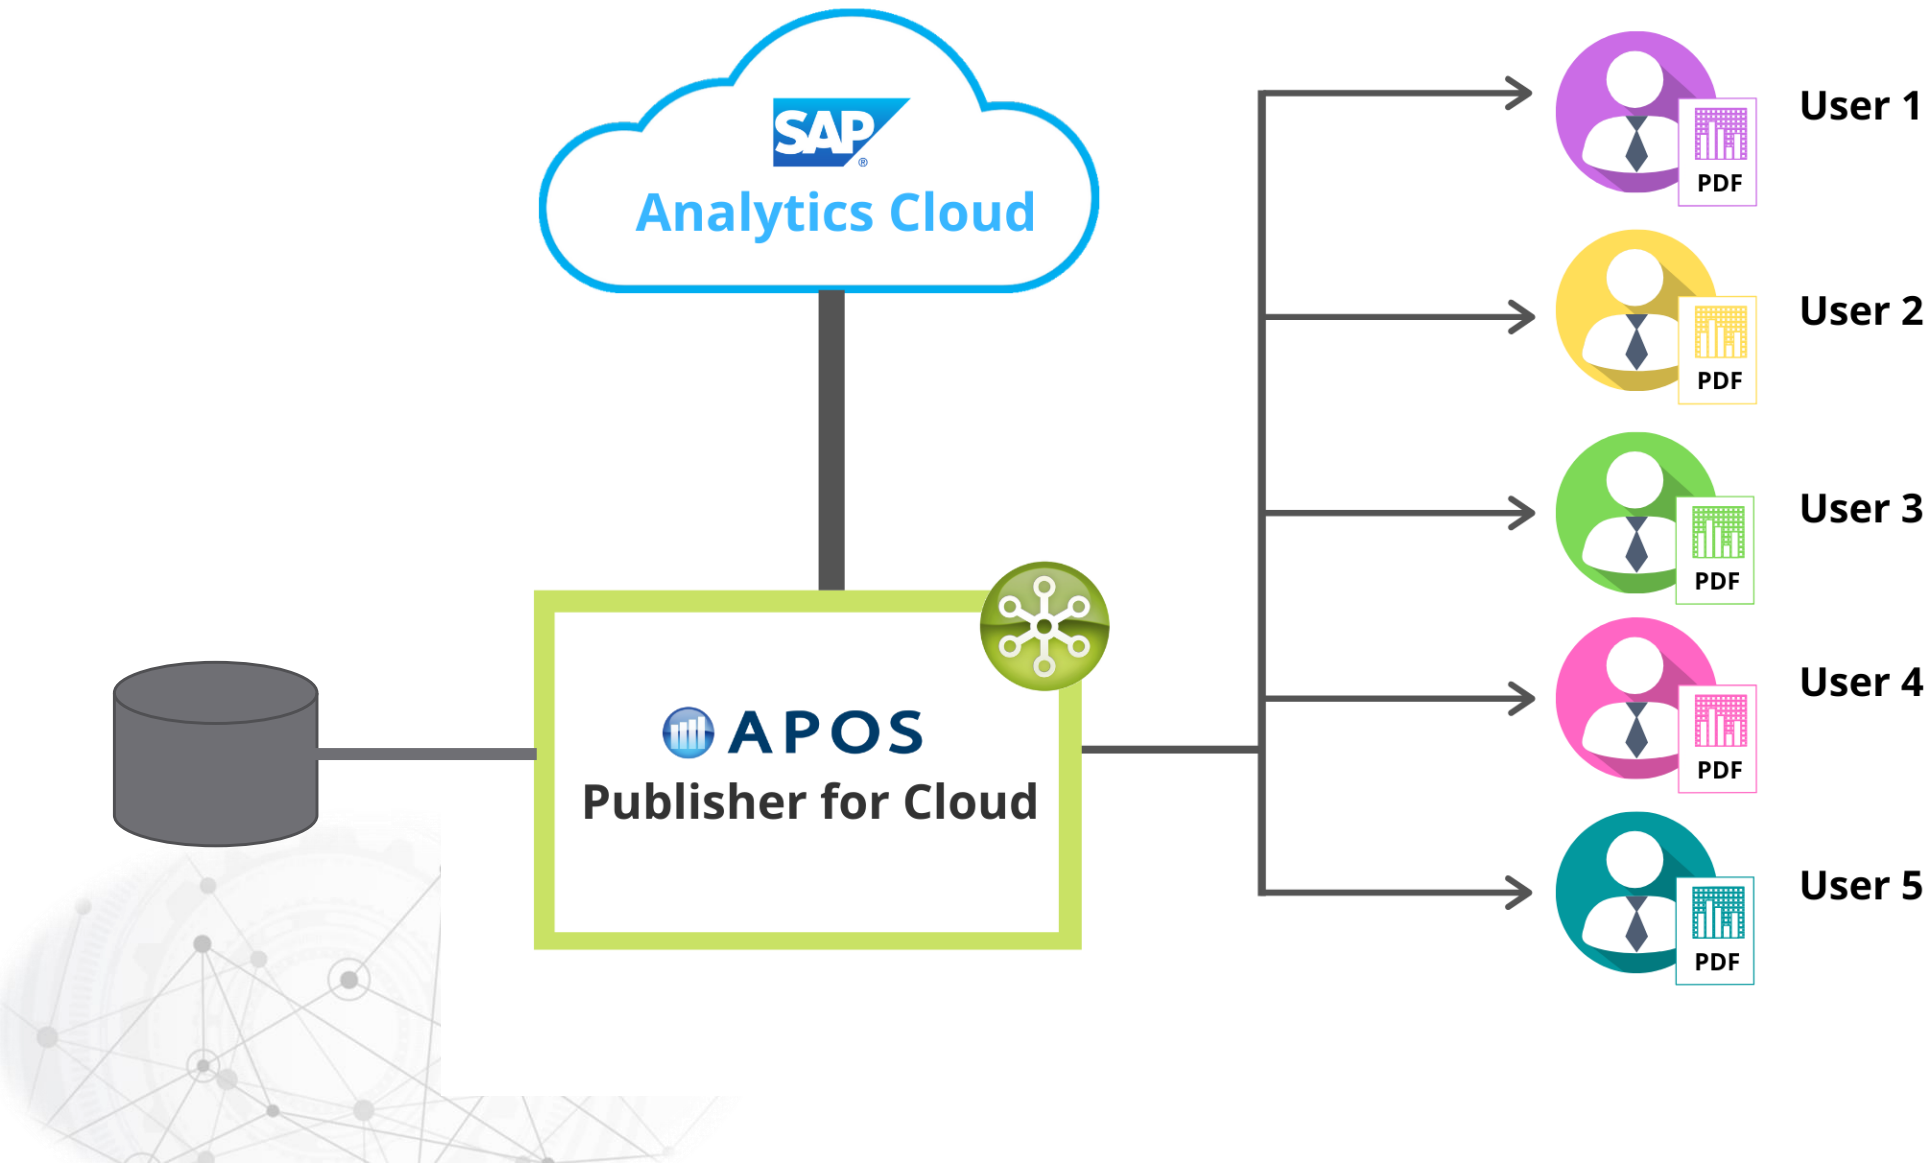 SAP®
Analytics Cloud
APOS
Publisher for Cloud
PDF
User 1
PDF
User 2
PDF
User 3
PDF
User 4
PDF
User 5